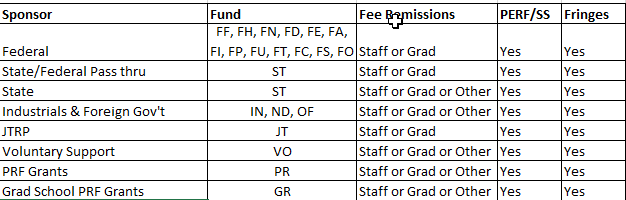 Sponsor Fund Fee Remissions PERF/SS Fringes
FF, FH, FN, FD, FE, FA,
Federal FI, FP, FU, FT, FC, FS, FO Staff or Grad Yes Yes
State/Federal Pass thru ST Staff or Grad Yes Yes
State ST Staff or Grad or Other Yes Yes
Industrials & Foreign Gov't IN, ND, OF Staff or Grad or Other Yes Yes
JTRP JT Staff or Grad Yes Yes
Voluntary Support VO Staff or Grad or Other Yes Yes
PRF Grants PR Staff or Grad or Other Yes Yes
Grad School PRF Grants GR Staff or Grad or Other Yes Yes